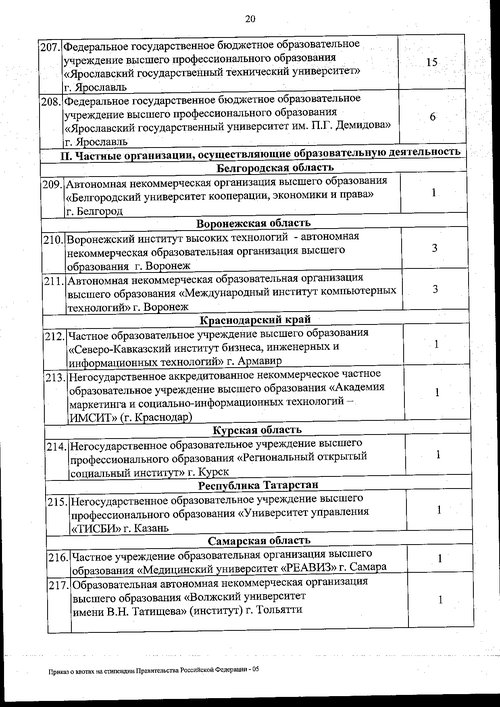 20
207. Федеральное государственное бюджетное образовательное
учреждение высшего профессионального образования
«Ярославский государственный технический университет»
г. Ярославль
15
208. Федеральное государственное бюджетное образовательное
учреждение высшего профессионального образования
«Ярославский государственный университет им. П.Г. Демидова»
г. Ярославль
6
II. Частные организации, осуществляющие образовательную деятельность
Белгородская область
209. Автономная некоммерческая организация высшего образования
«Белгородский университет кооперации, экономики и права»
г. Белгород
1
Воронежская область
210. Воронежский институт высоких технологий - автономная
некоммерческая образовательная организация высшего
образования г. Воронеж
3
211. Автономная некоммерческая образовательная организация
высшего образования «Международный институт компьютерных
технологий» г. Воронеж
3
Краснодарский край
212. Частное образовательное учреждение высшего образования
«Северо-Кавказский институт бизнеса, инженерных и
информационных технологий» г. Армавир
1
213. Негосударственное аккредитованное некоммерческое частное
образовательное учреждение высшего образования «Академия
маркетинга и социально-информационных технологий –
ИМСИТ» (г. Краснодар)
1
Курская область
214. Негосударственное образовательное учреждение высшего
профессионального образования «Региональный открытый
социальный институт» г. Курск
1
Республика Татарстан
215. Негосударственное образовательное учреждение высшего
профессионального образования «Университет управления
«ТИСБИ» г. Казань
1
Самарская область
216. Частное учреждение образовательная организация высшего
образования «Медицинский университет «РЕАВИЗ» г. Самара
1
217. Образовательная автономная некоммерческая организация
высшего образования «Волжский университет
имени В.Н. Татищева» (институт) г. Тольятти
1
Приказ о квотах на стипендии Правительства Российской Федерации - 05